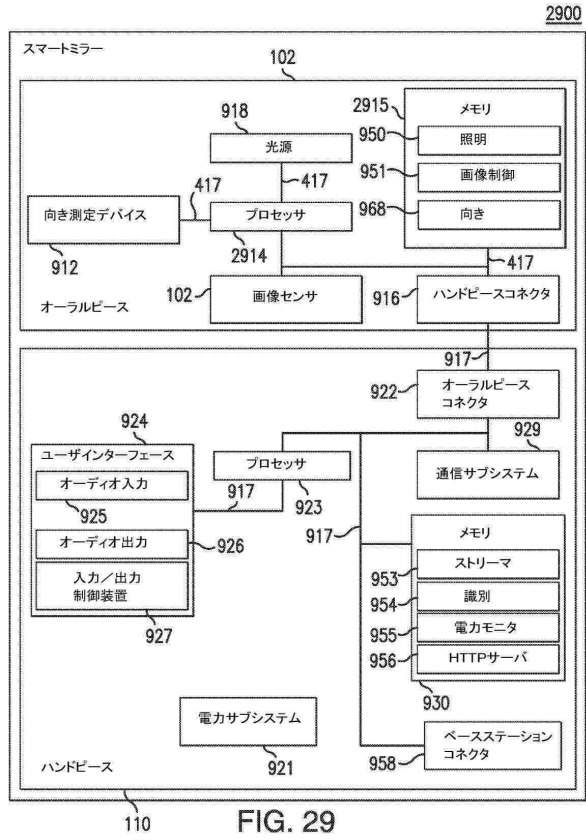 2900
スマートミラー
102
918
光源
2915
メモリ
950
照明
951
画像制御
968
向き
417
417
向き測定デバイス
912
プロセッサ
2914
417
102
画像センサ
916
ハンドピースコネクタ
オーラルピース
917
922
オーラルピース
コネクタ
924
ユーザインターフェース
オーディオ入力
925
オーディオ出力
926
入力/出力
制御装置
927
917
プロセッサ
923
917
929
通信サブシステム
メモリ
953
ストリーマ
954
識別
955
電力モニタ
956
HTTPサーバ
930
電力サブシステム
921
958
ベースステーション
コネクタ
ハンドピース
110
FIG. 29